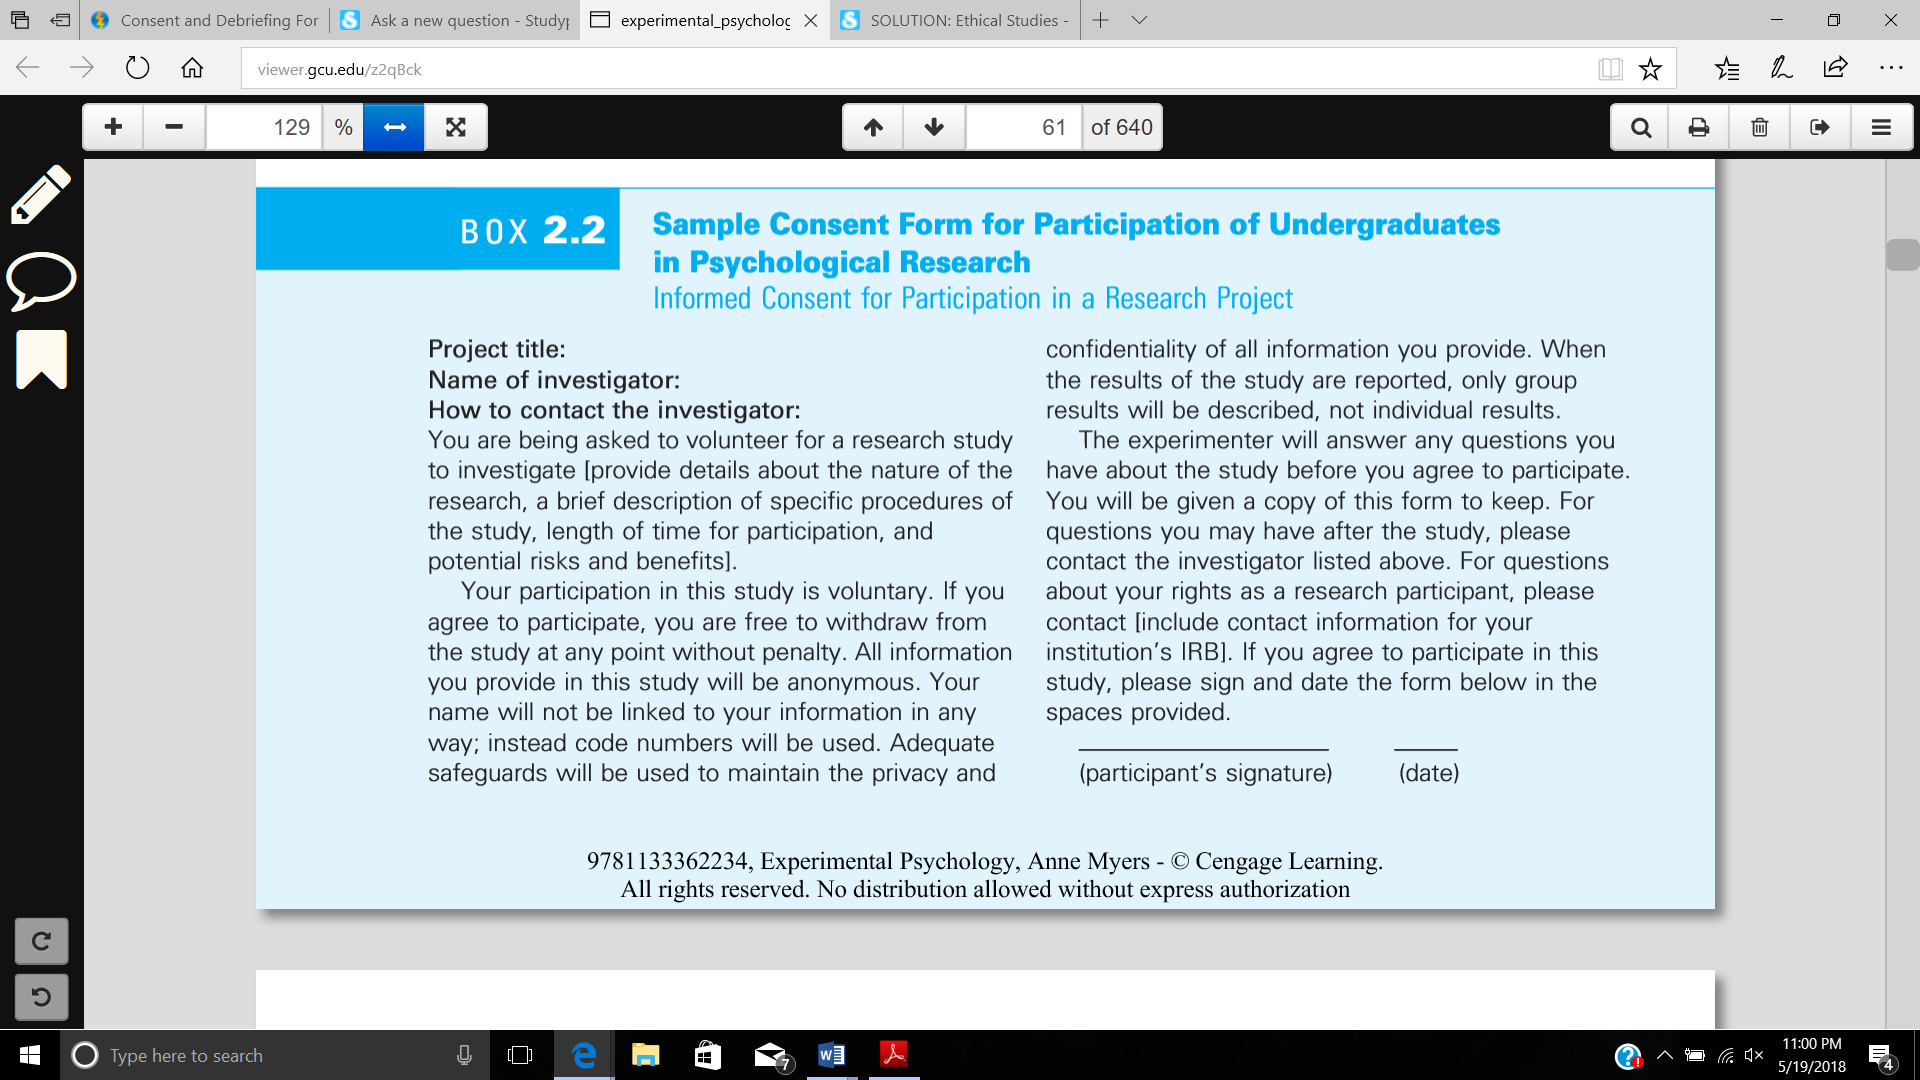 Consent and Debriefing For
Ask a new question - Studyp
experimental_psycholog
SOLUTION: Ethical Studies -
viewer.gcu.edu/z2qBck
129 %
61 of 640
BOX 2.2
Sample Consent Form for Participation of Undergraduates
in Psychological Research
Informed Consent for Participation in a Research Project
Project title:
Name of investigator:
How to contact the investigator:
You are being asked to volunteer for a research study
to investigate [provide details about the nature of the
research, a brief description of specific procedures of
the study, length of time for participation, and
potential risks and benefits].
Your participation in this study is voluntary. If you
agree to participate, you are free to withdraw from
the study at any point without penalty. All information
you provide in this study will be anonymous. Your
name will not be linked to your information in any
way; instead code numbers will be used. Adequate
safeguards will be used to maintain the privacy and
confidentiality of all information you provide. When
the results of the study are reported, only group
results will be described, not individual results.
The experimenter will answer any questions you
have about the study before you agree to participate.
You will be given a copy of this form to keep. For
questions you may have after the study, please
contact the investigator listed above. For questions
about your rights as a research participant, please
contact [include contact information for your
institution's IRB]. If you agree to participate in this
study, please sign and date the form below in the
spaces provided.
(participant's signature) (date)
9781133362234, Experimental Psychology, Anne Myers - © Cengage Learning.
All rights reserved. No distribution allowed without express authorization
Type here to search
7
11:00 PM
5/19/2018
4